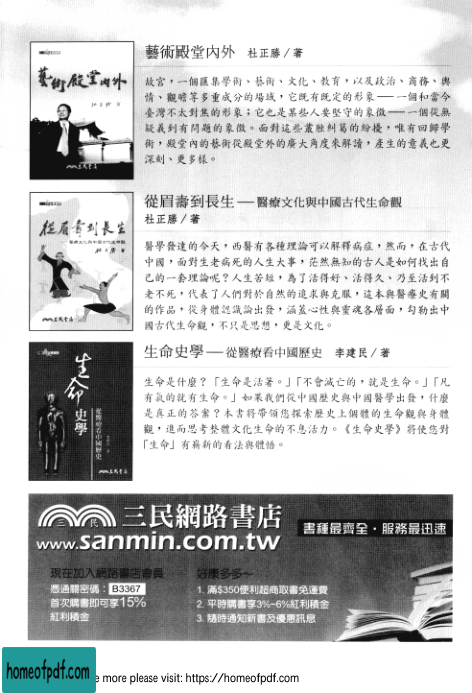 藝術殿堂內外 杜正勝／著
藝術殿堂內外
故宮，一個匯集學術、藝術、文化、教育，以及政治、商務、輿
情、觀瞻等多重成分的場域，它既有既定的形象——一個和當今
臺灣不太對焦的形象；它也是某些人要堅守的象徵——一個從無
疑義到有問題的象徵。面對這些盡糾葛的紛擾，唯有回歸學
術，殿堂內的藝術從殿堂外的廣大角度來解讀，產生的意義也更
深刻、更多樣。
從眉壽到長生——醫療文化與中國古代生命觀
杜正勝／著
從眉壽到長生
醫療文化與中國古代生命觀
醫學發達的今天，西醫有各種理論可以解釋病症，然而，在古代
中國，面對生老病死的人生大事，茫然無知的古人是如何找出自
己的一套理論呢？人生苦短，為了活得好、活得久、乃至活到不
老不死，代表了人們對於自然的追求與克服，這本與醫療史有關
的作品，從身體認識論出發，涵蓋心性與靈魂各層面，勾勒出中
國古代生命觀，不只是思想，更是文化。
生命史學——從醫療看中國歷史 李建民／著
生命史學
從醫療看中國歷史
生命是什麼？「生命是活著。」「不會滅亡的，就是生命。」「凡
有氣的就有生命。」如果我們從中國歷史與中國醫學出發，什麼
是真正的答案？本書將帶領您探索歷史上個體的生命觀與身體
觀，進而思考整體文化生命的不息活力。《生命史學》將使您對
「生命」有嶄新的看法與體悟。
三民網路書店
書種最齊全・服務最迅速
www.sanmin.com.tw
現在加入網路書店會員
憑通關密碼：B3367
首次購書即可享15%
紅利積金
好康多多～
1. 滿$350便利超商取書免運費
2. 平時購書享3%~6%紅利積金
3. 隨時通知新書及優惠訊息
homeofpdf.com
e more please visit: https://homeofpdf.com